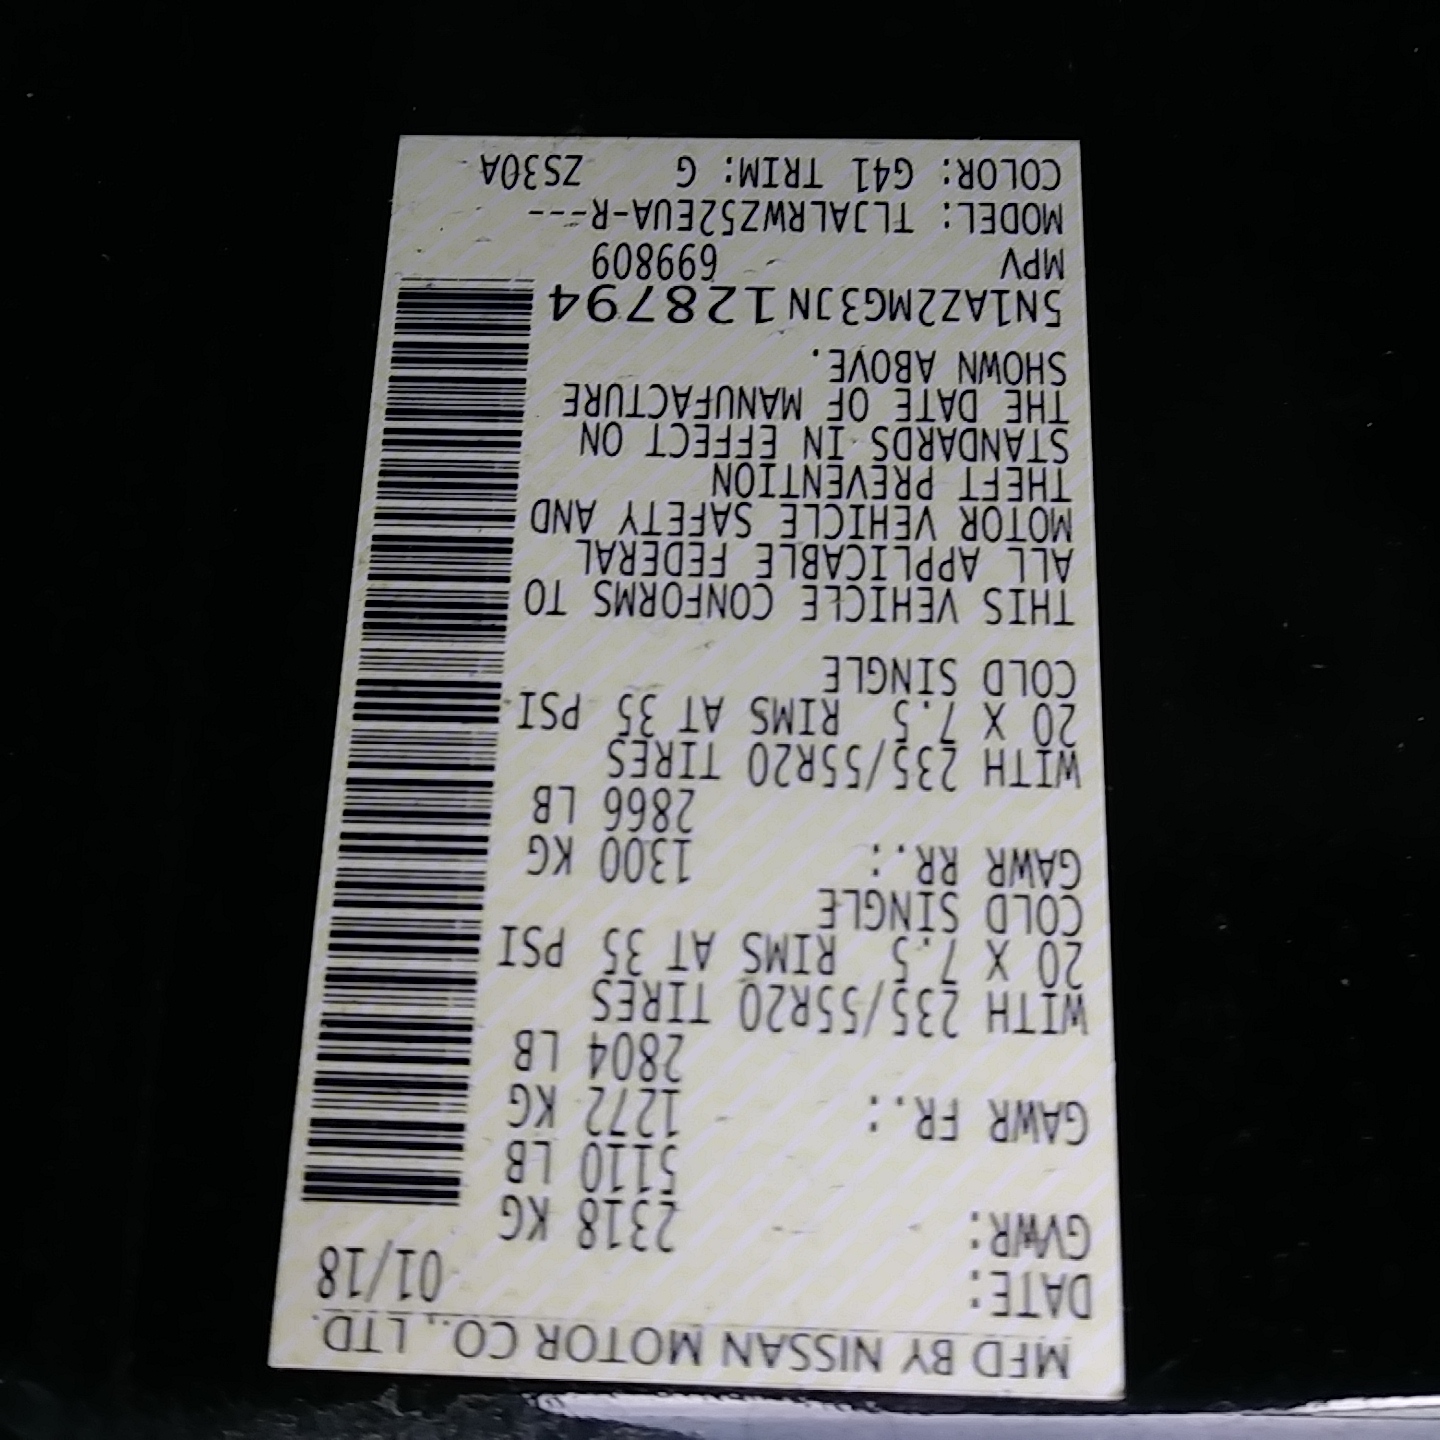 MFD BY NISSAN MOTOR CO., LTD.
DATE: 01/18
GVWR: 2318 KG
5110 LB
GAWR FR.: 1272 KG
2804 LB
WITH 235/55R20 TIRES
20 X 7.5 RIMS AT 35 PSI
COLD SINGLE
GAWR RR.: 1300 KG
2866 LB
WITH 235/55R20 TIRES
20 X 7.5 RIMS AT 35 PSI
COLD SINGLE
THIS VEHICLE CONFORMS TO
ALL APPLICABLE FEDERAL
MOTOR VEHICLE SAFETY AND
THEFT PREVENTION
STANDARDS IN EFFECT ON
THE DATE OF MANUFACTURE
SHOWN ABOVE.
5N1AZ2MG3JN128794
MPV 699809
MODEL: TLJALRWZ52EUA-R---
COLOR: G41 TRIM: G ZS30A